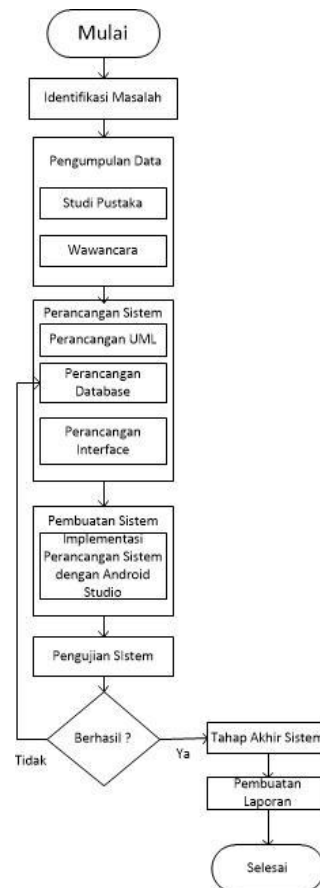 Mulai
Identifikasi Masalah
Pengumpulan Data
Studi Pustaka
Wawancara
Perancangan Sistem
Perancangan UML
Perancangan
Database
Perancangan
Interface
Pembuatan Sistem
Implementasi
Perancangan Sistem
dengan Android
Studio
Pengujian Sistem
Berhasil ?
Tidak
Ya
Tahap Akhir Sistem
Pembuatan
Laporan
Selesai